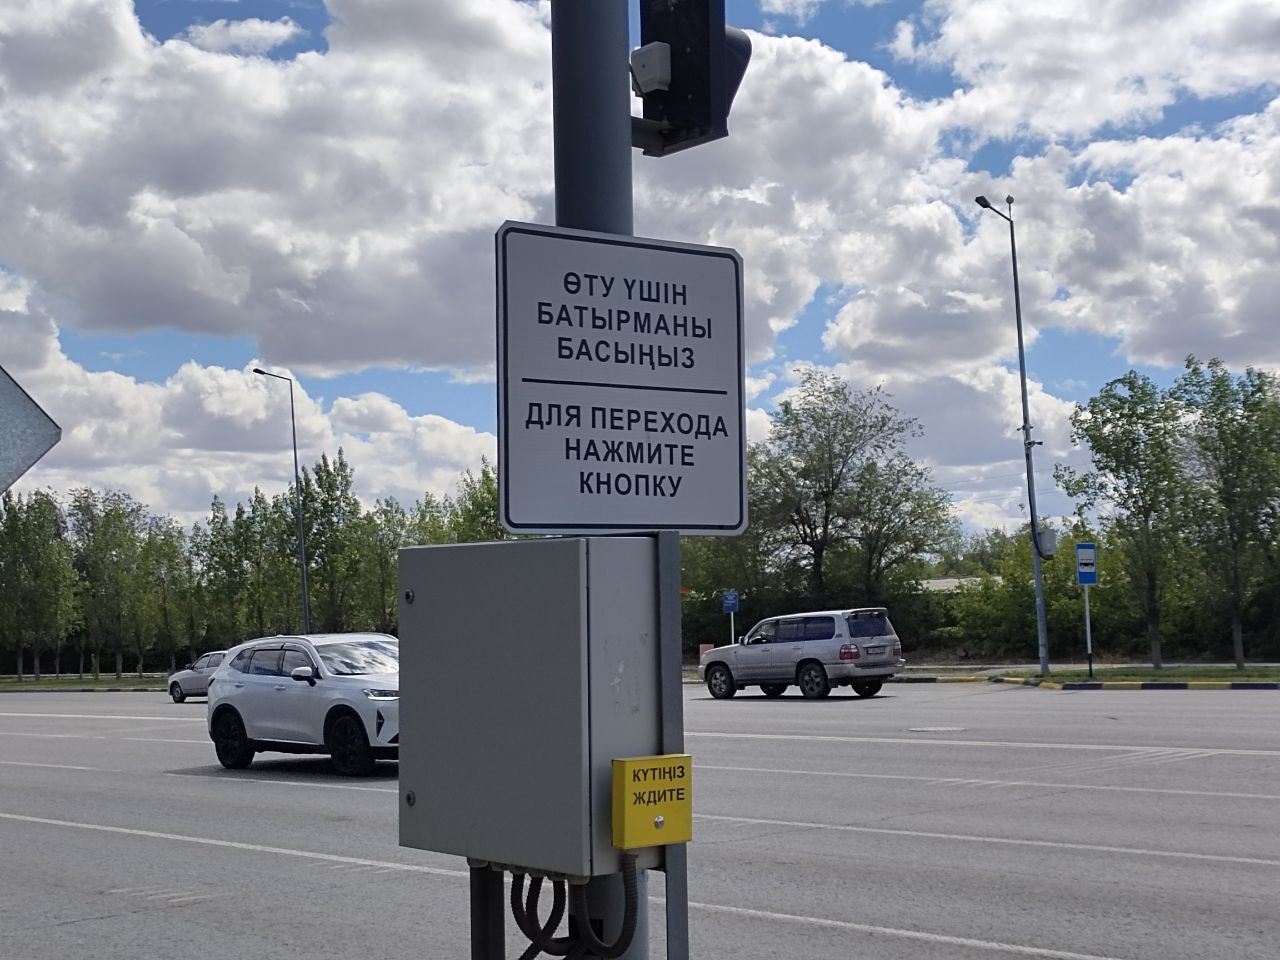 ӨТУ ҮШІН
БАТЫРМАНЫ
БАСЫҢЫЗ
ДЛЯ ПЕРЕХОДА
НАЖМИТЕ
КНОПКУ
КҮТІҢІЗ
ЖДИТЕ